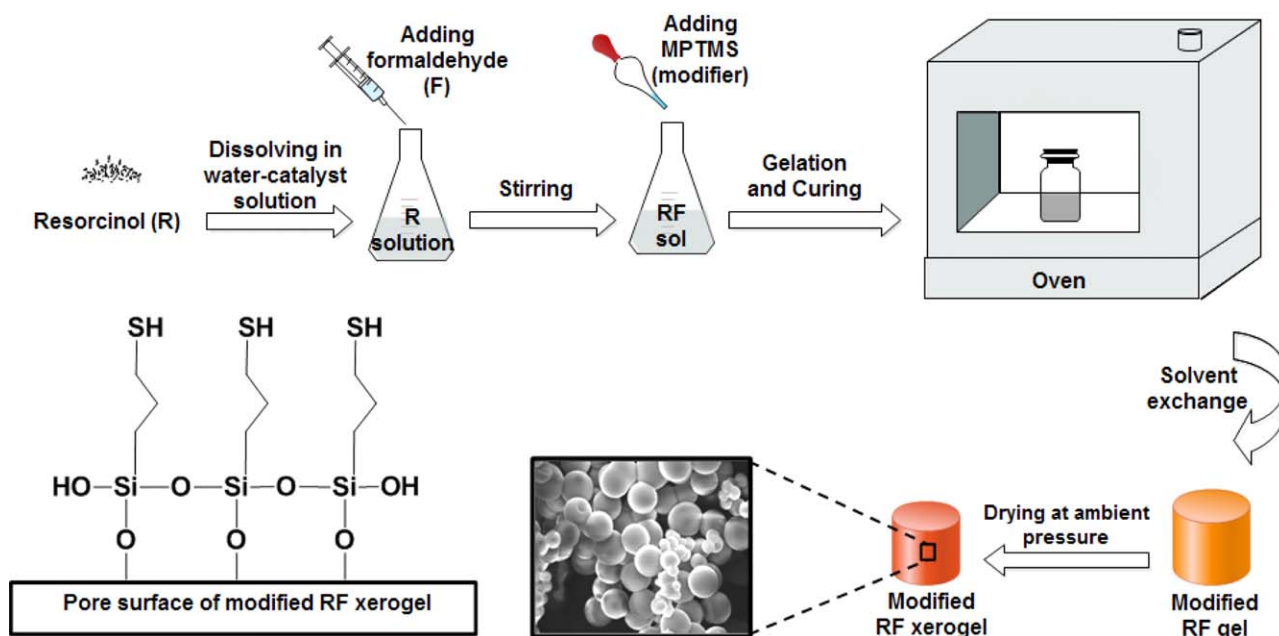 Adding
formaldehyde
(F)
Adding
MPTMS
(modifier)
Resorcinol (R)
Dissolving in
water-catalyst
solution
R
solution
Stirring
RF
sol
Gelation
and Curing
Oven
Solvent
exchange
SH SH SH
HO-Si-O-Si-O-Si-OH
O O O
Pore surface of modified RF xerogel
Drying at ambient
pressure
Modified
RF xerogel
Modified
RF gel